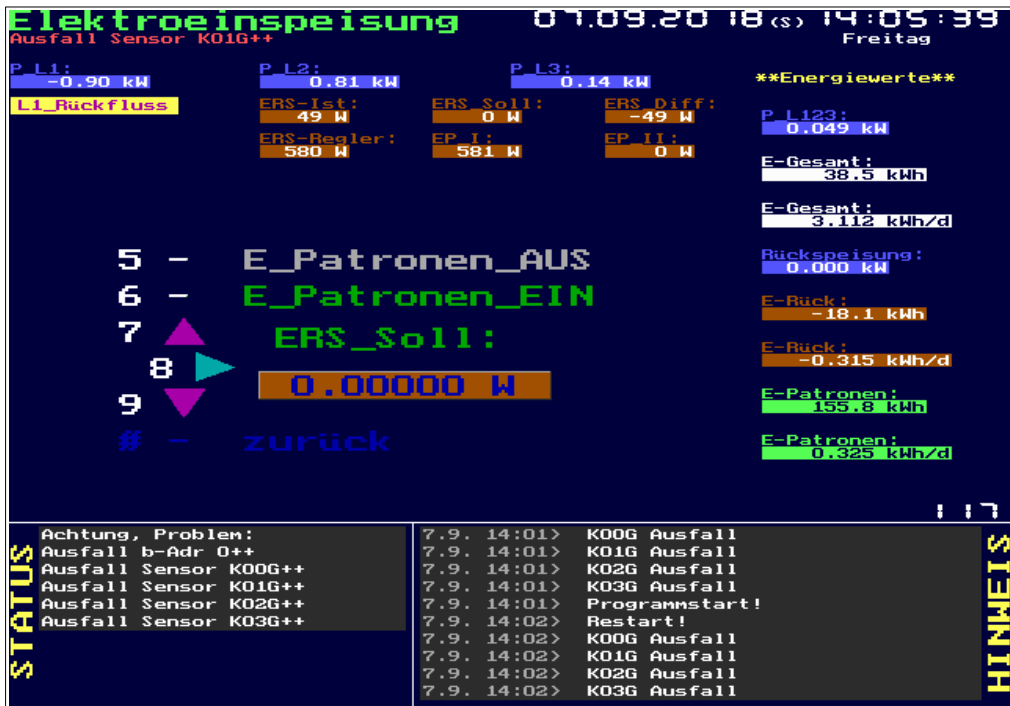 Elektroeinspeisung
07.09.2018(S) 14:05:39
Ausfall Sensor K01G++
Freitag
P_L1: P_L2: P_L3:
-0.90 kW 0.81 kW 0.14 kW
**Energiewerte**
L1_Rückfluss
ERS-Ist: ERS_Soll: ERS_Diff:
49 W 0 W -49 W
ERS-Regler: EP_I: EP_II:
580 W 581 W 0 W
P_L123:
0.049 kW
E-Gesamt:
38.5 kWh
E-Gesamt:
3.112 kWh/d
Rückspeisung:
0.000 kW
E-Rück:
-18.1 kWh
E-Rück:
-0.315 kWh/d
E-Patronen:
155.8 kWh
E-Patronen:
0.325 kWh/d
5 - E_Patronen_AUS
6 - E_Patronen_EIN
7 ERS_Soll:
8 0.00000 W
9
# - zurück
117
STATUS
Achtung, Problem:
Ausfall b-Adr 0++
Ausfall Sensor K00G++
Ausfall Sensor K01G++
Ausfall Sensor K02G++
Ausfall Sensor K03G++
7.9. 14:01> K00G Ausfall
7.9. 14:01> K01G Ausfall
7.9. 14:01> K02G Ausfall
7.9. 14:01> K03G Ausfall
7.9. 14:01> Programmstart!
7.9. 14:02> Restart!
7.9. 14:02> K00G Ausfall
7.9. 14:02> K01G Ausfall
7.9. 14:02> K02G Ausfall
7.9. 14:02> K03G Ausfall
HINWEIS